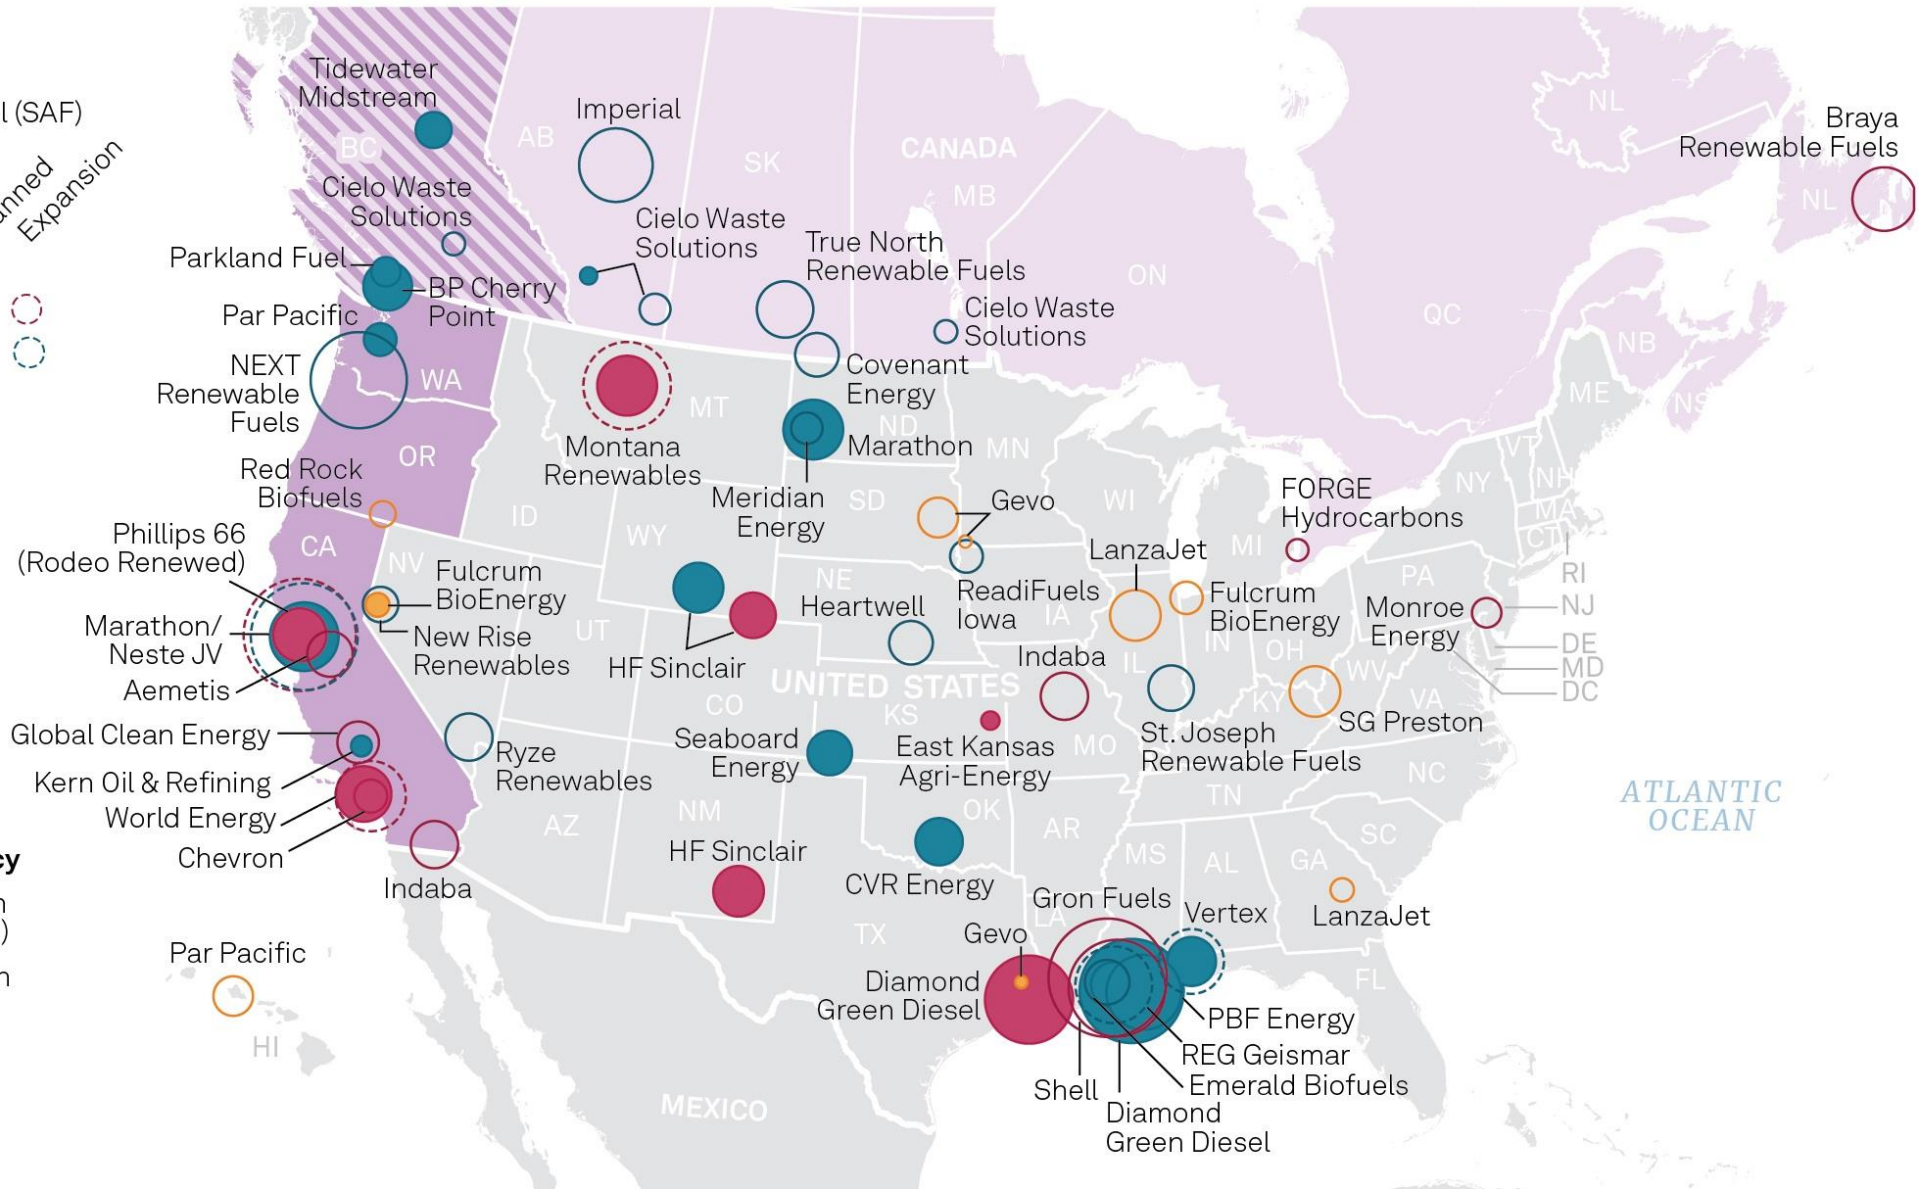 l (SAF)
anned
Expansion
cy
n
)
n
Tidewater
Midstream
BC
Cielo Waste
Solutions
Parkland Fuel
BP Cherry
Point
Par Pacific
NEXT
Renewable
Fuels
WA
OR
Red Rock
Biofuels
Phillips 66
(Rodeo Renewed)
CA
Marathon/
Neste JV
Aemetis
Global Clean Energy
Kern Oil & Refining
World Energy
Chevron
Indaba
Par Pacific
HI
AB
Imperial
SK
CANADA
MB
Cielo Waste
Solutions
True North
Renewable Fuels
Cielo Waste
Solutions
Covenant
Energy
ON
QC
NL
Braya
Renewable Fuels
NL
NB
NS
ME
MT
Montana
Renewables
ND
Marathon
Meridian
Energy
MN
SD
Gevo
ID
WY
NV
Fulcrum
BioEnergy
New Rise
Renewables
UT
HF Sinclair
NE
Heartwell
ReadiFuels
Iowa
IA
WI
LanzaJet
MI
FORGE
Hydrocarbons
NY
VT
NH
MA
CT
RI
NJ
DE
MD
DC
PA
Monroe
Energy
Fulcrum
BioEnergy
IN
OH
IL
WV
VA
KY
SG Preston
UNITED STATES
Indaba
CO
KS
Seaboard
Energy
East Kansas
Agri-Energy
MO
St. Joseph
Renewable Fuels
Ryze
Renewables
AZ
NM
HF Sinclair
OK
CVR Energy
AR
TN
NC
SC
MS
AL
GA
LanzaJet
ATLANTIC
OCEAN
TX
LA
Gron Fuels
Vertex
Gevo
Diamond
Green Diesel
FL
PBF Energy
REG Geismar
Emerald Biofuels
Shell
Diamond
Green Diesel
MEXICO